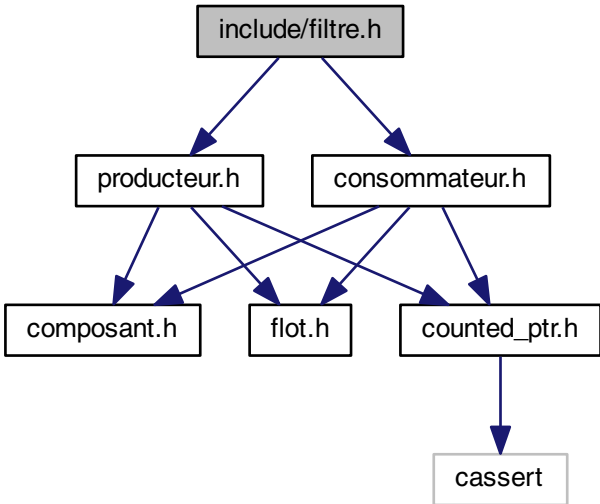 include/filtre.h
producteur.h
consommateur.h
composant.h
flot.h
counted_ptr.h
cassert